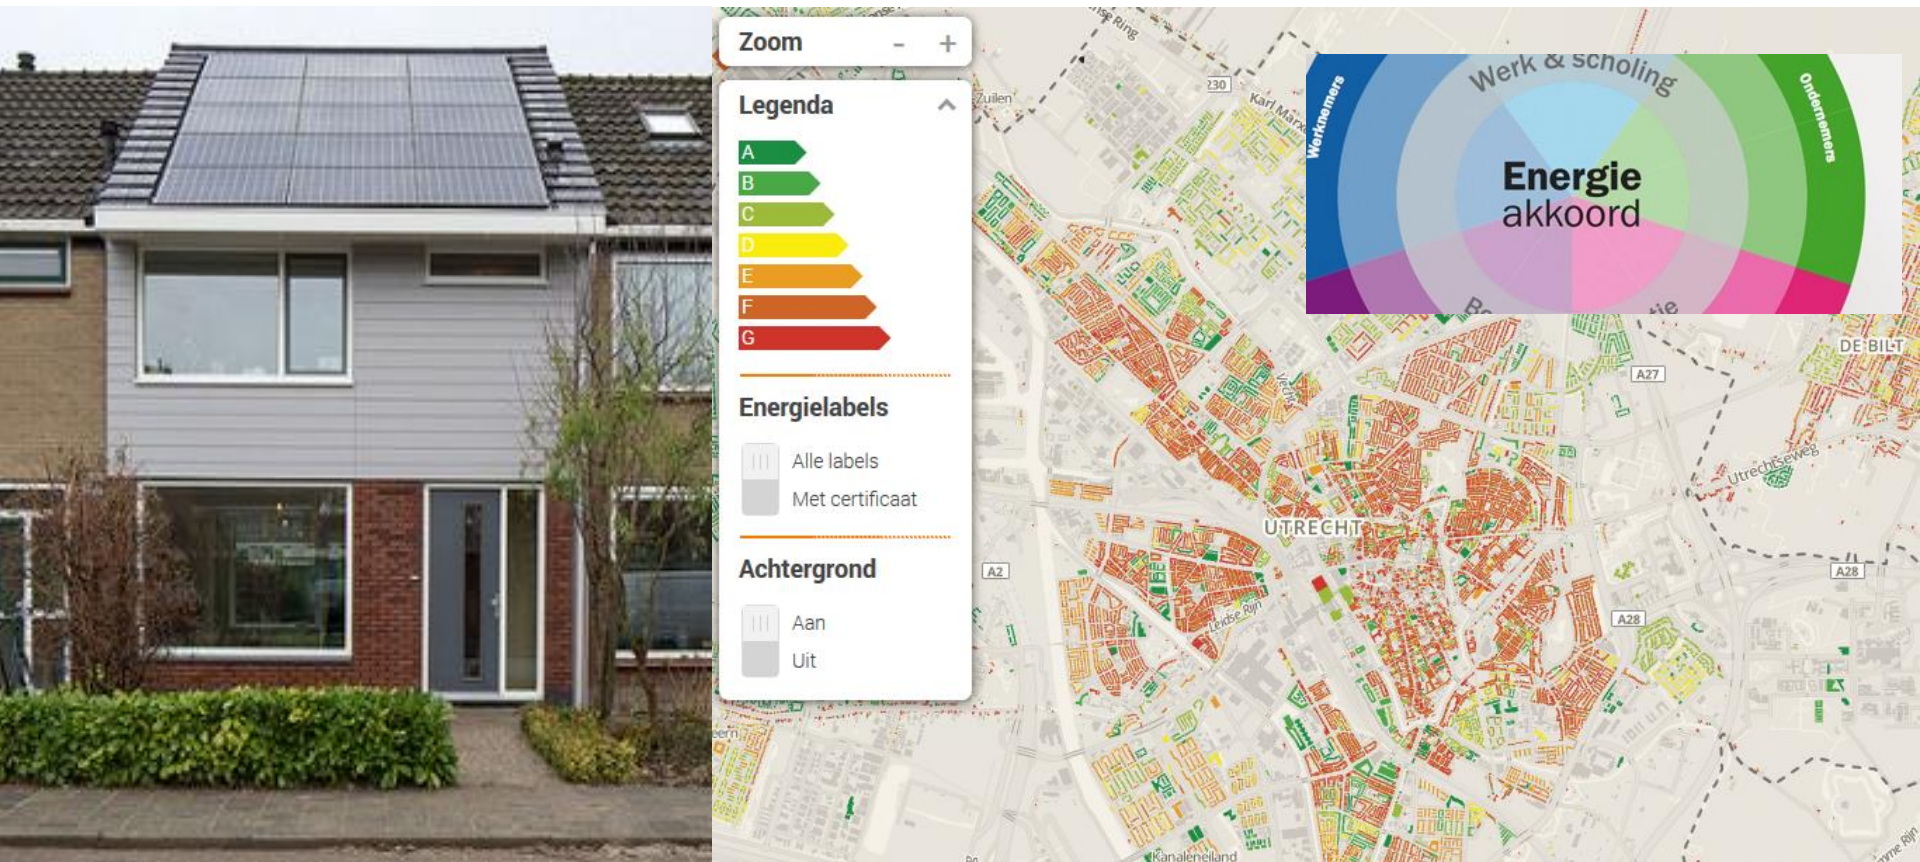 Zoom
- +
Legenda
A
B
C
D
E
F
G
Energielabels
Alle labels
Met certificaat
Achtergrond
Aan
Uit
Zuilen
230
Werknemers
Werk & scholing
Ondernemers
Energie
akkoord
DE BILT
A27
Vecht
Utrechtseweg
UTRECHT
A2
A28
A28
Leidse Rijn
Kanaleneiland